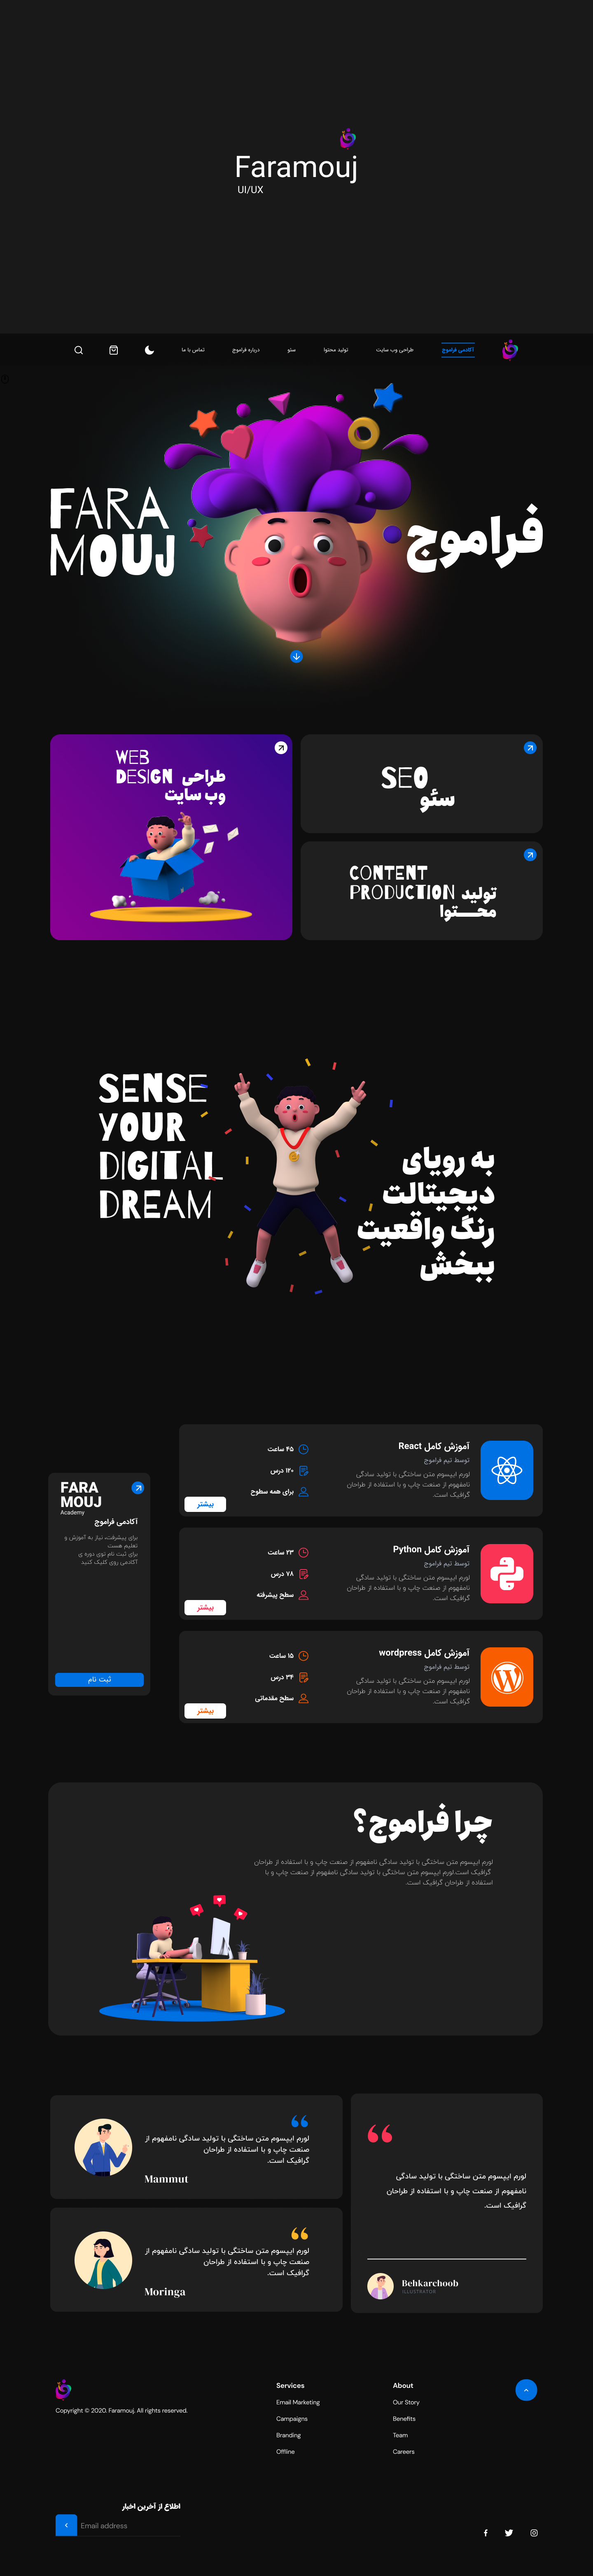 Faramouj
UI/UX
آکادمی فراموج
طراحی وب سایت
تولید محتوا
سئو
درباره فراموج
تماس با ما
FARA
MOUJ
فراموج
WEB
DESIGN طراحی
وب سایت
SEO
سئو
CONTENT
PRODUCTION تولید
محتوا
SENSE
YOUR
DIGITAL
DREAM
به رویای
دیجیتالت
رنگ واقعیت
ببخش
آموزش کامل React
توسط تیم فراموج
لورم ایپسوم متن ساختگی با تولید سادگی
نامفهوم از صنعت چاپ و با استفاده از طراحان
گرافیک است.
۴۵ ساعت
۱۲۰ درس
برای همه سطوح
بیشتر
آموزش کامل Python
توسط تیم فراموج
لورم ایپسوم متن ساختگی با تولید سادگی
نامفهوم از صنعت چاپ و با استفاده از طراحان
گرافیک است.
۲۳ ساعت
۷۸ درس
سطح پیشرفته
بیشتر
آموزش کامل wordpress
توسط تیم فراموج
لورم ایپسوم متن ساختگی با تولید سادگی
نامفهوم از صنعت چاپ و با استفاده از طراحان
گرافیک است.
۱۵ ساعت
۳۴ درس
سطح مقدماتی
بیشتر
FARA
MOUJ
Academy
آکادمی فراموج
برای پیشرفت، نیاز به آموزش و
تعلیم هست
برای ثبت نام توی دوره ی
آکادمی روی کلیک کنید
ثبت نام
چرا فراموج؟
لورم ایپسوم متن ساختگی با تولید سادگی نامفهوم از صنعت چاپ و با استفاده از طراحان
گرافیک است.لورم ایپسوم متن ساختگی با تولید سادگی نامفهوم از صنعت چاپ و با
استفاده از طراحان گرافیک است.
لورم ایپسوم متن ساختگی با تولید سادگی
نامفهوم از صنعت چاپ و با استفاده از طراحان
گرافیک است.
Behkarchoob
ILLUSTRATOR
لورم ایپسوم متن ساختگی با تولید سادگی نامفهوم از
صنعت چاپ و با استفاده از طراحان
گرافیک است.
Mammut
لورم ایپسوم متن ساختگی با تولید سادگی نامفهوم از
صنعت چاپ و با استفاده از طراحان
گرافیک است.
Moringa
Copyright © 2020. Faramouj. All rights reserved.
Services
Email Marketing
Campaigns
Branding
Offline
About
Our Story
Benefits
Team
Careers
اطلاع از آخرین اخبار
Email address